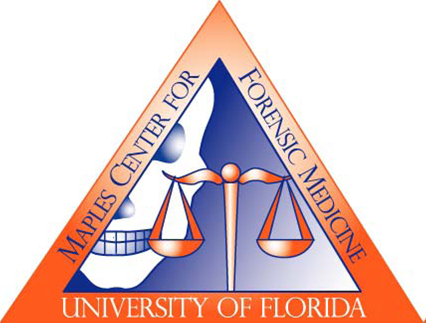 MAPLES CENTER FOR
FORENSIC MEDICINE
UNIVERSITY OF FLORIDA